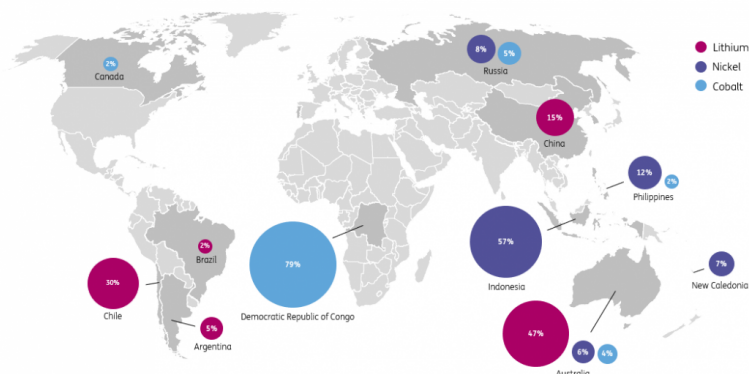 8%
5%
Russia
Lithium
Nickel
Cobalt
2%
Canada
15%
China
12%
2%
Philippines
2%
Brazil
79%
Democratic Republic of Congo
57%
Indonesia
7%
New Caledonia
30%
Chile
5%
Argentina
47%
6%
4%
Australia